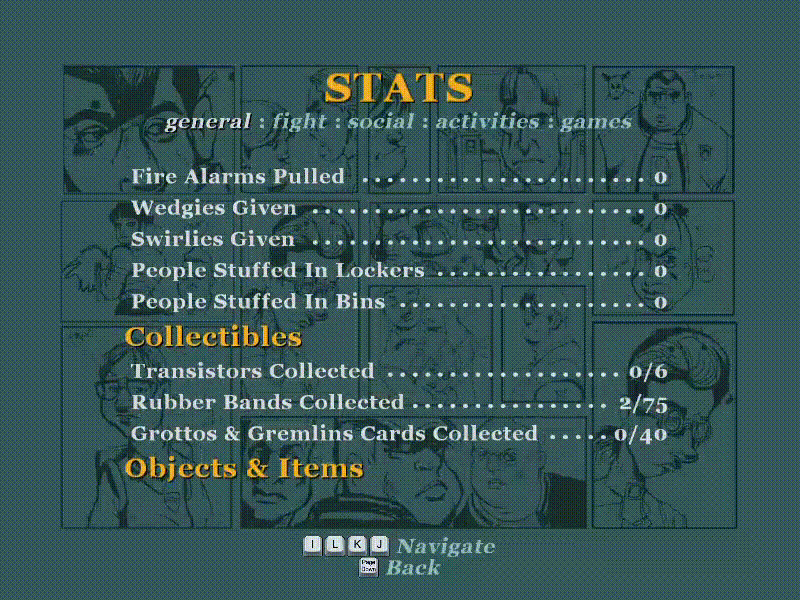 STATS
general : fight : social : activities : games
Fire Alarms Pulled ...................... 0
Wedgies Given .......................... 0
Swirlies Given .......................... 0
People Stuffed In Lockers ................ 0
People Stuffed In Bins ................... 0
Collectibles
Transistors Collected ................... 0/6
Rubber Bands Collected ............... 2/75
Grottos & Gremlins Cards Collected ..... 0/40
Objects & Items
I L K J Navigate
Page Down Back